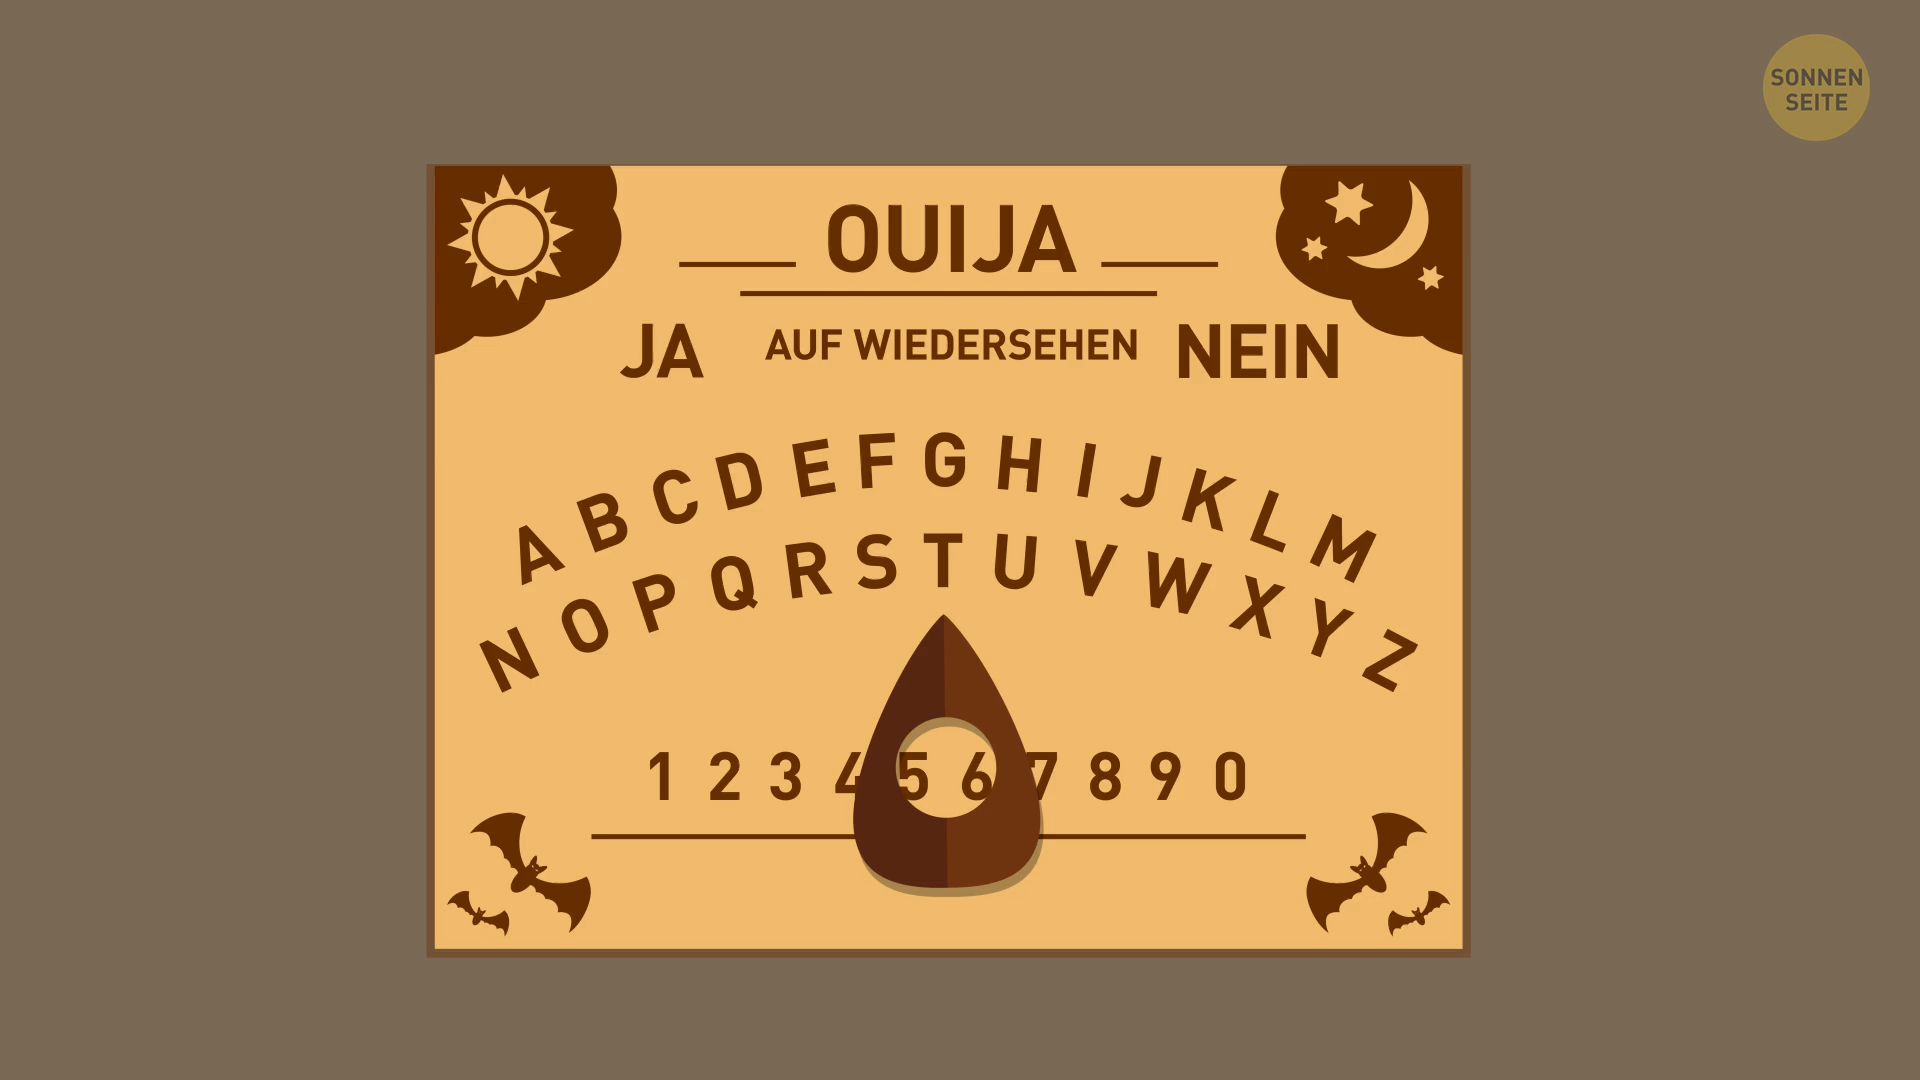 SONNEN
SEITE
OUIJA
JA AUF WIEDERSEHEN NEIN
A B C D E F G H I J K L M
N O P Q R S T U V W X Y Z
1 2 3 4 5 6 7 8 9 0